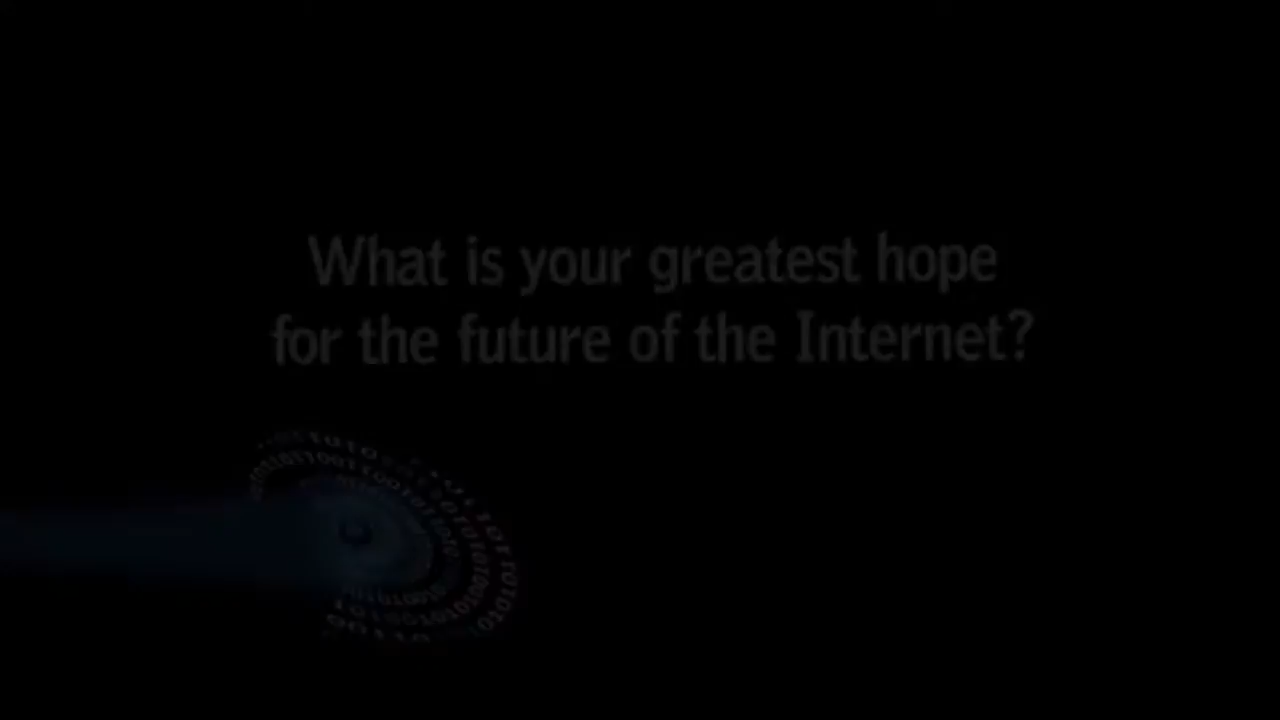 What is your greatest hope
for the future of the Internet?